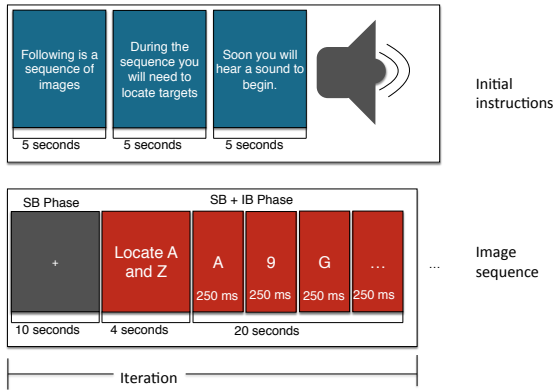 Following is a
sequence of
images
During the
sequence you
will need to
locate targets
Soon you will
hear a sound to
begin.
5 seconds
5 seconds
5 seconds
Initial
instructions
SB Phase
SB + IB Phase
+
Locate A
and Z
A
250 ms
9
250 ms
G
250 ms
...
250 ms
10 seconds
4 seconds
20 seconds
...
Image
sequence
Iteration